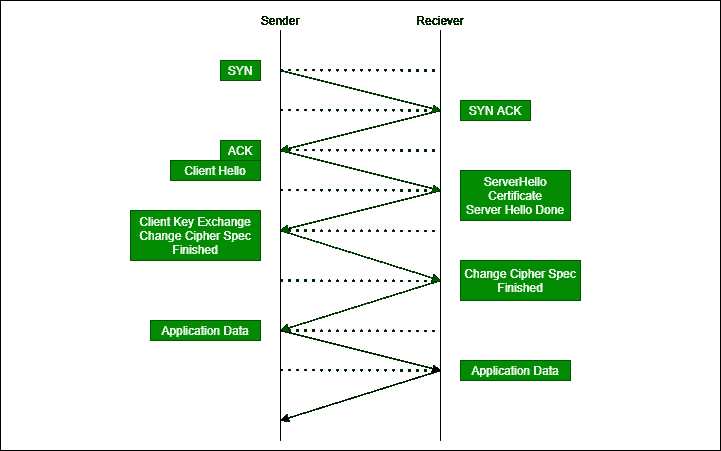 Sender
Reciever
SYN
SYN ACK
ACK
Client Hello
ServerHello
Certificate
Server Hello Done
Client Key Exchange
Change Cipher Spec
Finished
Change Cipher Spec
Finished
Application Data
Application Data